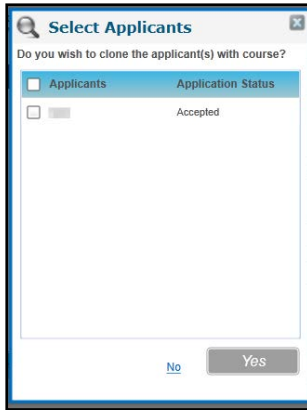 Select Applicants
Do you wish to clone the applicant(s) with course?
Applicants Application Status
Accepted
No Yes